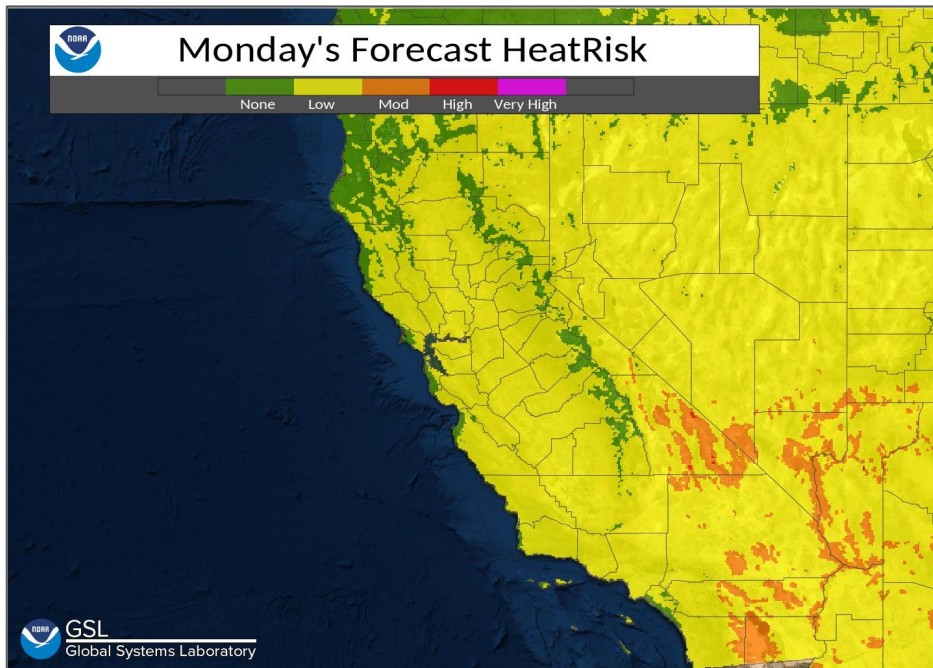 NOAA
Monday's Forecast HeatRisk
None Low Mod High Very High
NOAA
GSL
Global Systems Laboratory